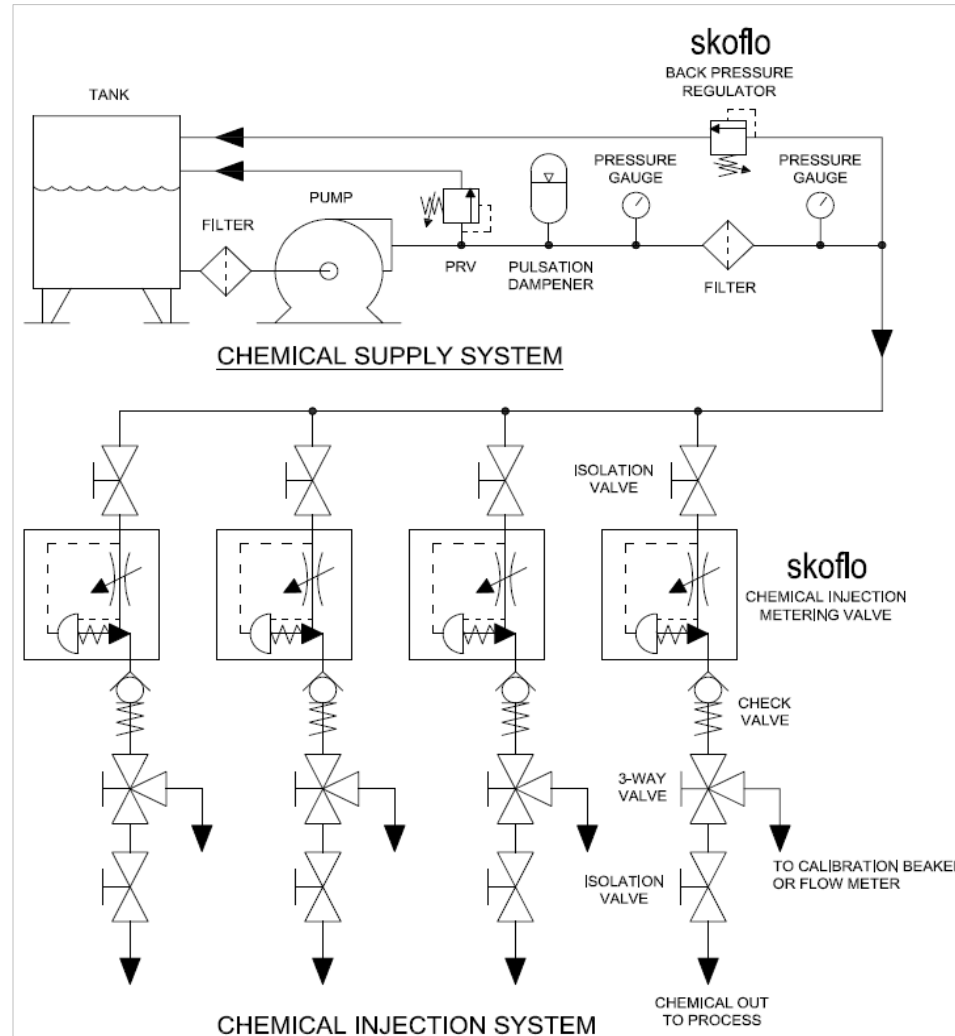 skoflo
BACK PRESSURE
REGULATOR
TANK
PRESSURE
GAUGE
PRESSURE
GAUGE
PUMP
FILTER
PRV
PULSATION
DAMPENER
FILTER
CHEMICAL SUPPLY SYSTEM
ISOLATION
VALVE
skoflo
CHEMICAL INJECTION
METERING VALVE
CHECK
VALVE
3-WAY
VALVE
TO CALIBRATION BEAKER
OR FLOW METER
ISOLATION
VALVE
CHEMICAL OUT
TO PROCESS
CHEMICAL INJECTION SYSTEM